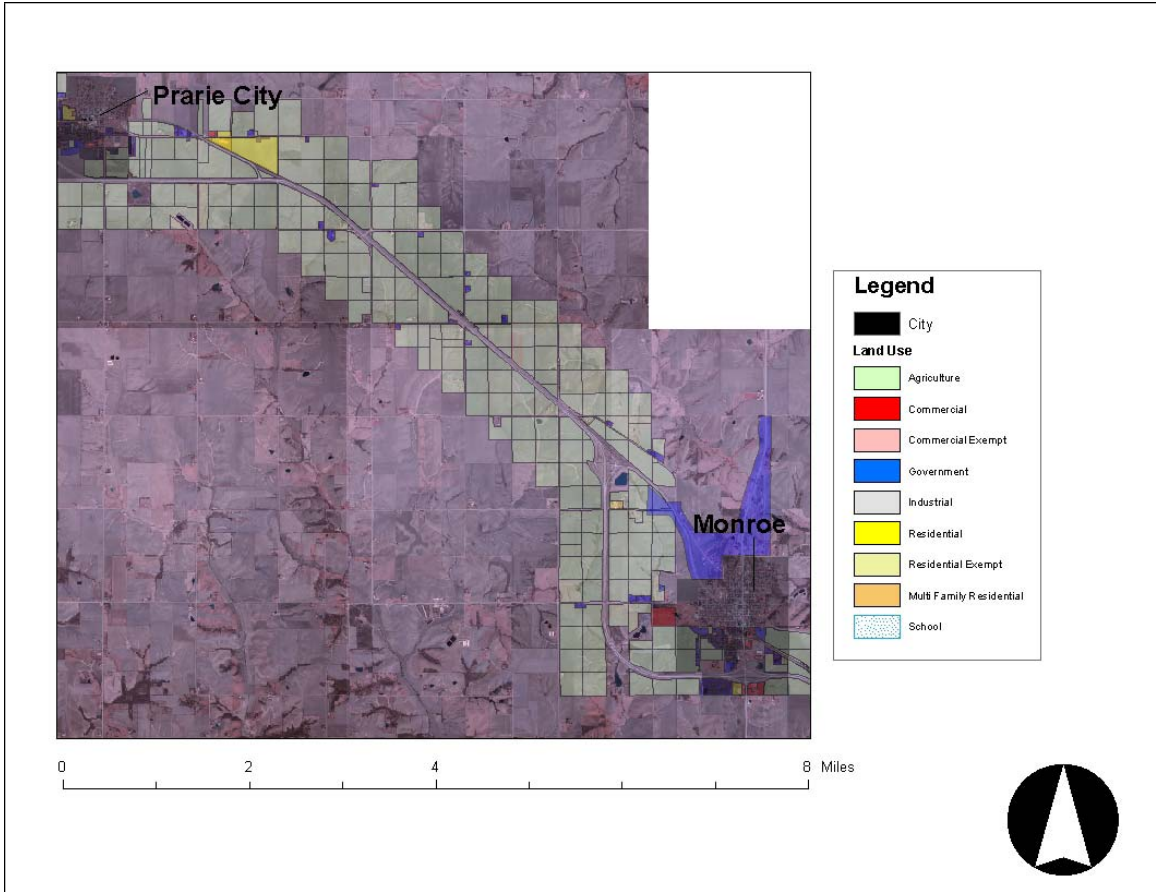 Prarie City
Monroe
Legend
City
Land Use
Agriculture
Commercial
Commercial Exempt
Government
Industrial
Residential
Residential Exempt
Multi Family Residential
School
0 2 4 8 Miles